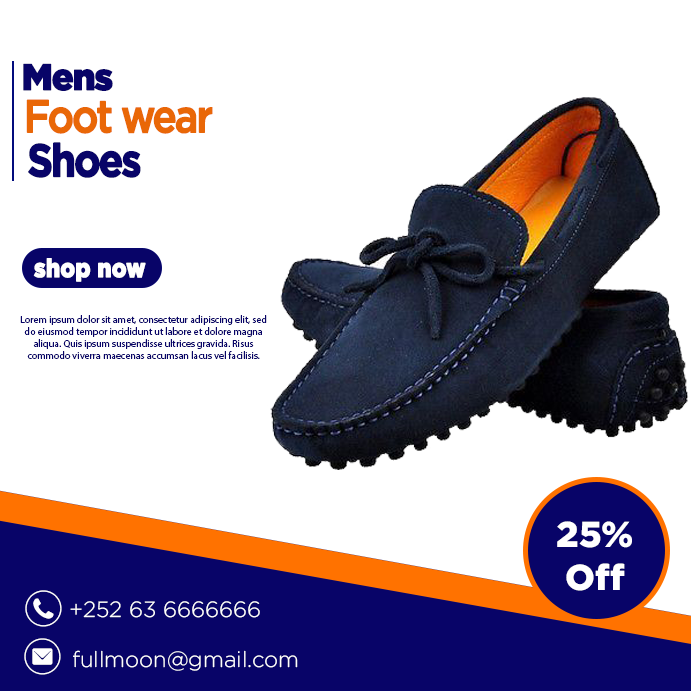 Mens
Foot wear
Shoes
shop now
Lorem ipsum dolor sit amet, consectetur adipiscing elit, sed
do eiusmod tempor incididunt ut labore et dolore magna
aliqua. Quis ipsum suspendisse ultrices gravida. Risus
commodo viverra maecenas accumsan lacus vel facilisis.
25%
Off
+252 63 6666666
fullmoon@gmail.com